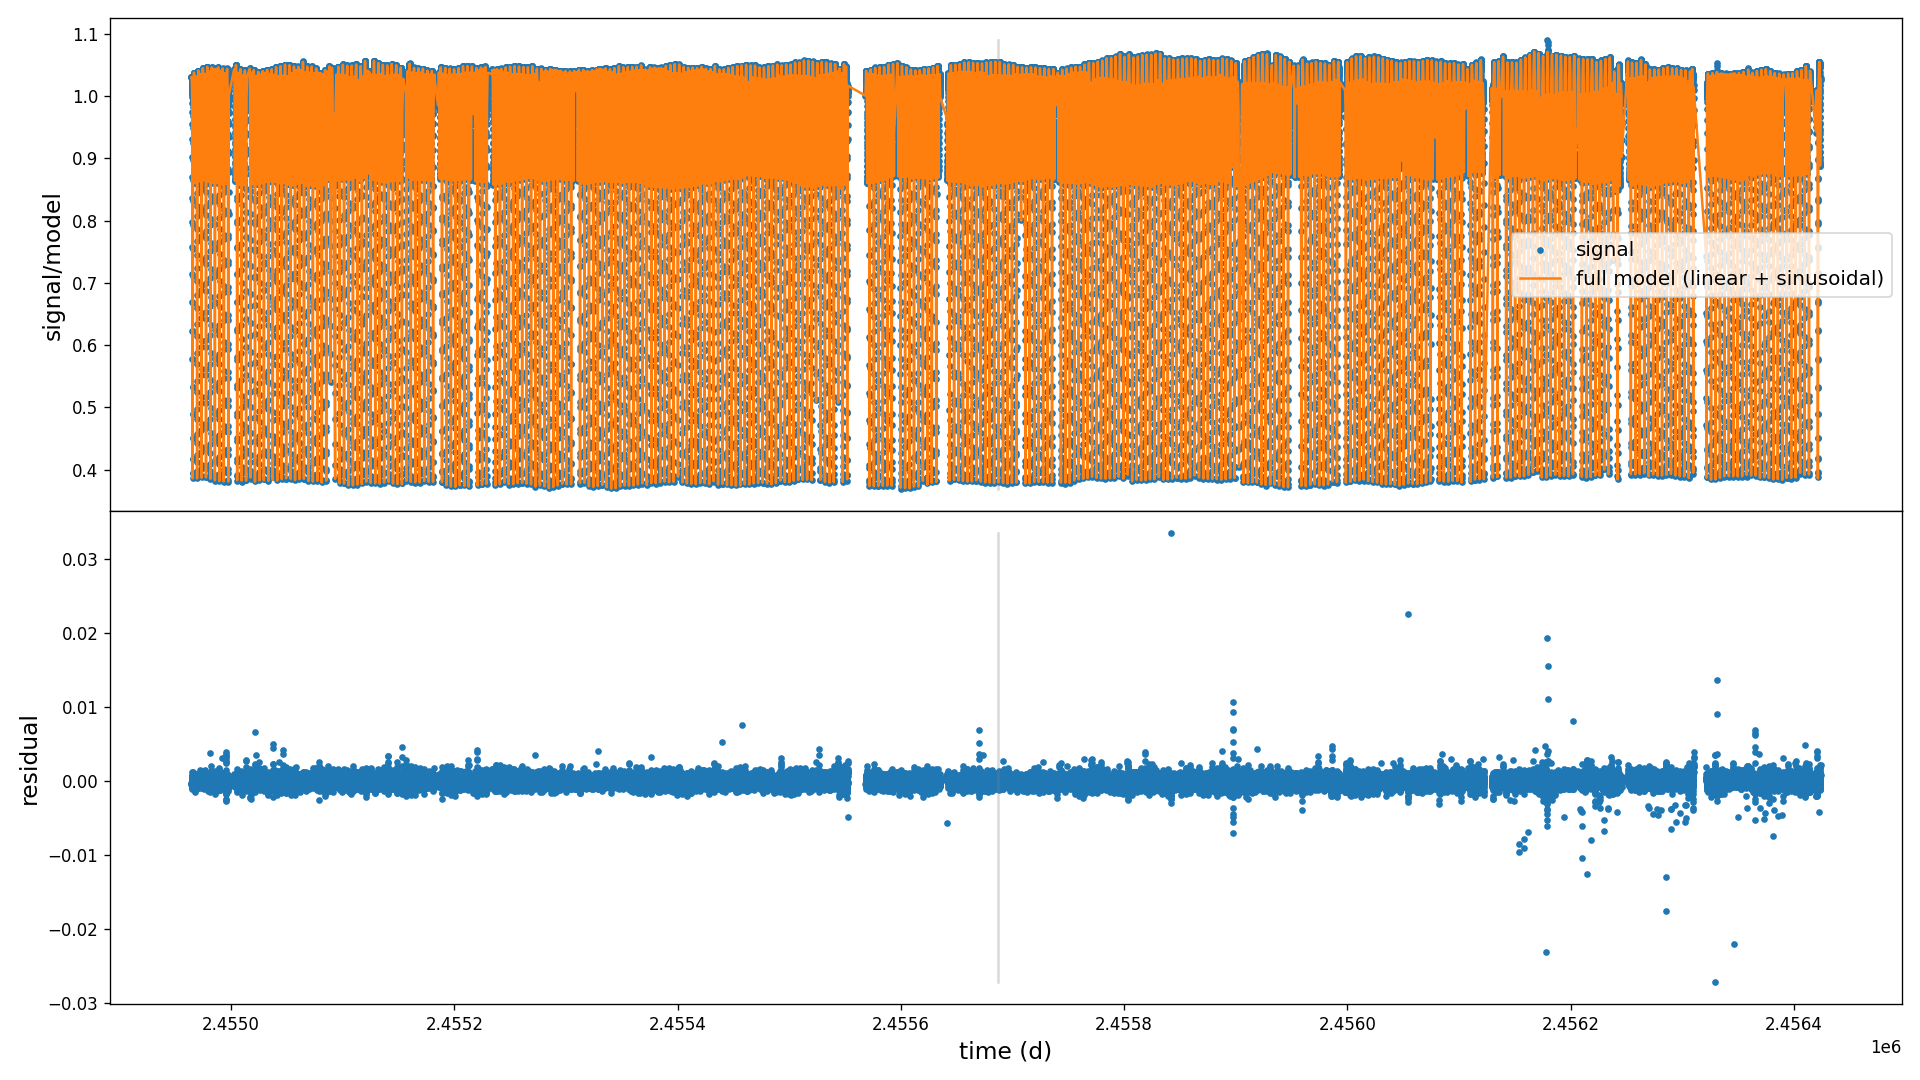 1.1
1.0
0.9
0.8
0.7
0.6
0.5
0.4
signal/model
signal
full model (linear + sinusoidal)
0.03
0.02
0.01
0.00
−0.01
−0.02
−0.03
residual
2.4550 2.4552 2.4554 2.4556 2.4558 2.4560 2.4562 2.4564
1e6
time (d)